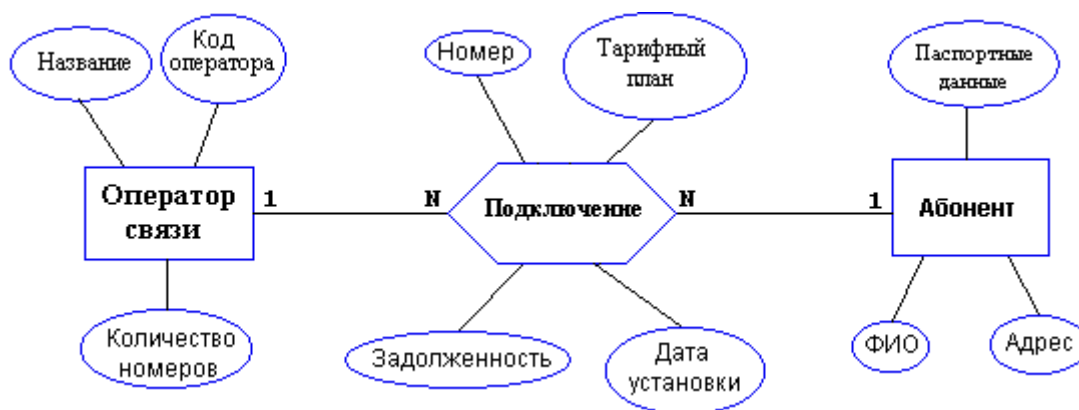 Название
Код
оператора
Номер
Тарифный
план
Паспортные
данные
Оператор
связи
1
N
Подключение
N
1
Абонент
Количество
номеров
Задолженность
Дата
установки
ФИО
Адрес